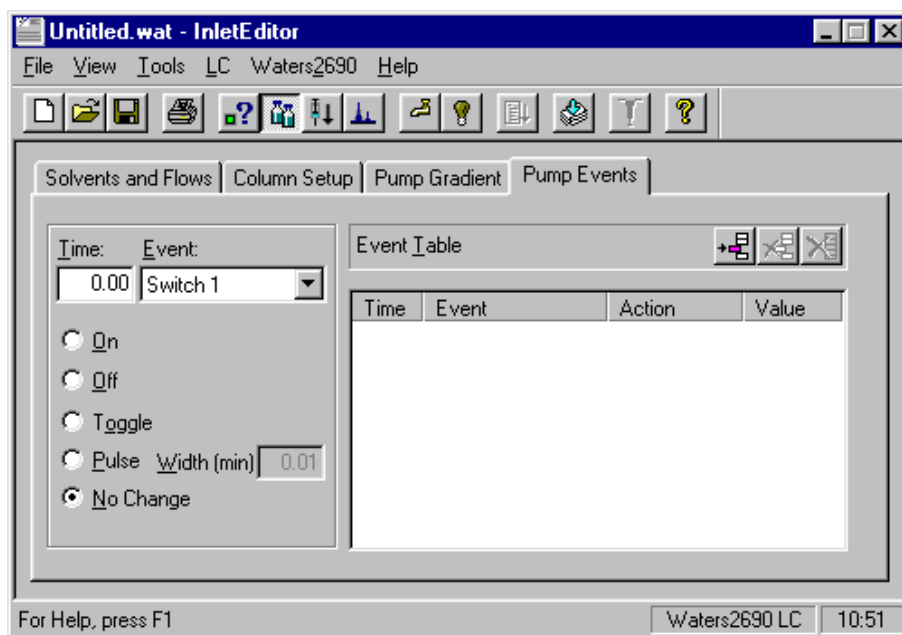 Untitled.wat - InletEditor
File View Tools LC Waters2690 Help
Solvents and Flows Column Setup Pump Gradient Pump Events
Time: Event:
0.00 Switch 1
On
Off
Toggle
Pulse Width (min) 0.01
No Change
Event Table
Time Event Action Value
For Help, press F1 Waters2690 LC 10:51